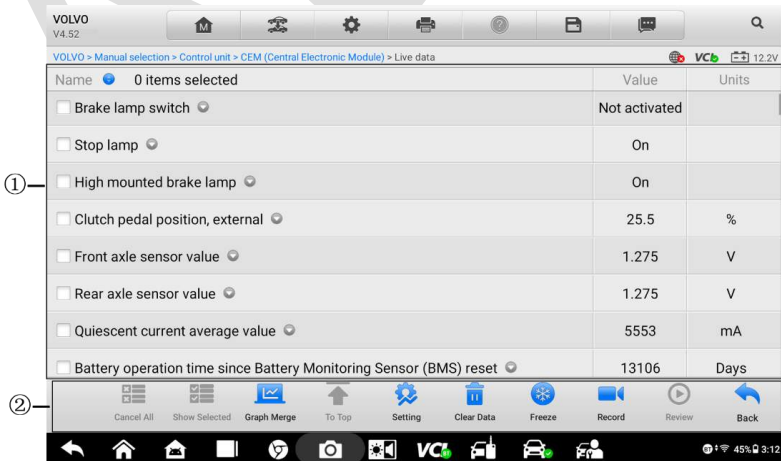 VOLVO
V4.52
M
VOLVO > Manual selection > Control unit > CEM (Central Electronic Module) > Live data
VCI 12.2V
Name 0 items selected Value Units
Brake lamp switch Not activated
Stop lamp On
① High mounted brake lamp On
Clutch pedal position, external 25.5 %
Front axle sensor value 1.275 V
Rear axle sensor value 1.275 V
Quiescent current average value 5553 mA
Battery operation time since Battery Monitoring Sensor (BMS) reset 13106 Days
② Cancel All Show Selected Graph Merge To Top Setting Clear Data Freeze Record Review Back
VCI 45% 3:12